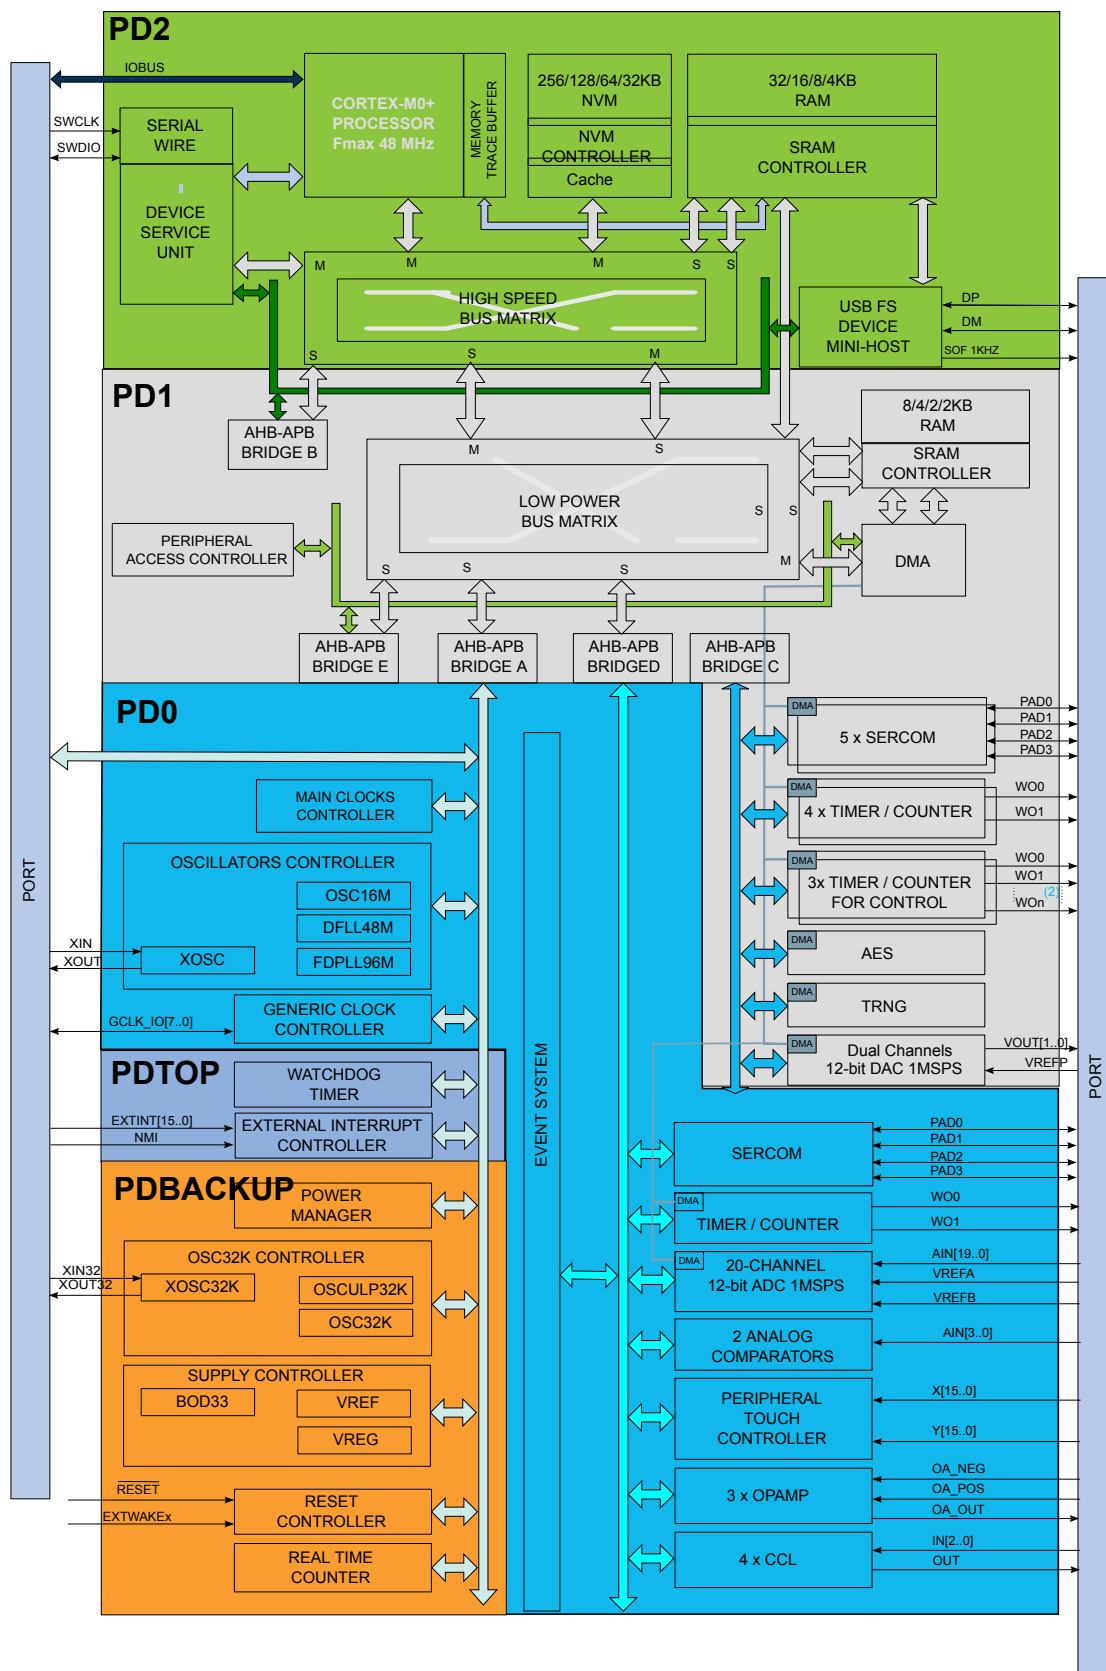 PD2
IOBUS
SWCLK
SWDIO
SERIAL
WIRE
DEVICE
SERVICE
UNIT
CORTEX-M0+
PROCESSOR
Fmax 48 MHz
MEMORY
TRACE BUFFER
256/128/64/32KB
NVM
NVM
CONTROLLER
Cache
32/16/8/4KB
RAM
SRAM
CONTROLLER
M
M
M
S
S
HIGH SPEED
BUS MATRIX
S
S
M
USB FS
DEVICE
MINI-HOST
DP
DM
SOF 1KHZ
PD1
AHB-APB
BRIDGE B
8/4/2/2KB
RAM
SRAM
CONTROLLER
M
S
LOW POWER
BUS MATRIX
S
S
M
S
S
S
PERIPHERAL
ACCESS CONTROLLER
DMA
AHB-APB
BRIDGE E
AHB-APB
BRIDGE A
AHB-APB
BRIDGED
AHB-APB
BRIDGE C
PORT
PORT
PD0
EVENT SYSTEM
MAIN CLOCKS
CONTROLLER
OSCILLATORS CONTROLLER
OSC16M
DFLL48M
FDPLL96M
XOSC
XIN
XOUT
GCLK_IO[7..0]
GENERIC CLOCK
CONTROLLER
DMA
5 x SERCOM
PAD0
PAD1
PAD2
PAD3
DMA
4 x TIMER / COUNTER
WO0
WO1
DMA
3x TIMER / COUNTER
FOR CONTROL
WO0
WO1
(2)
WOn
DMA
AES
DMA
TRNG
DMA
Dual Channels
12-bit DAC 1MSPS
VOUT[1..0]
VREFP
PDTOP
WATCHDOG
TIMER
EXTINT[15..0]
NMI
EXTERNAL INTERRUPT
CONTROLLER
SERCOM
PAD0
PAD1
PAD2
PAD3
DMA
TIMER / COUNTER
WO0
WO1
DMA
20-CHANNEL
12-bit ADC 1MSPS
AIN[19..0]
VREFA
VREFB
2 ANALOG
COMPARATORS
AIN[3..0]
PERIPHERAL
TOUCH
CONTROLLER
X[15..0]
Y[15..0]
3 x OPAMP
OA_NEG
OA_POS
OA_OUT
4 x CCL
IN[2..0]
OUT
PDBACKUP
POWER
MANAGER
OSC32K CONTROLLER
XOSC32K
OSCULP32K
OSC32K
XIN32
XOUT32
SUPPLY CONTROLLER
BOD33
VREF
VREG
RESET
EXTWAKEx
RESET
CONTROLLER
REAL TIME
COUNTER